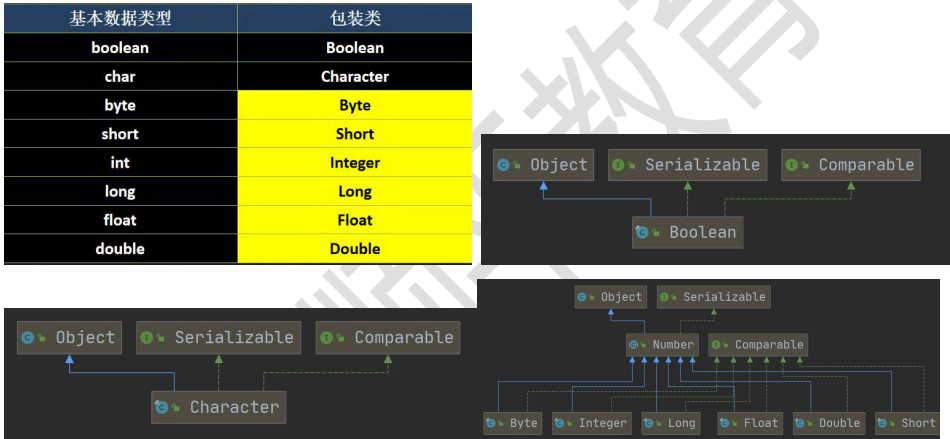 基本数据类型 包装类
boolean Boolean
char Character
byte Byte
short Short
int Integer
long Long
float Float
double Double
Object Serializable Comparable
Boolean
Object Serializable Comparable
Character
Object Serializable
Number Comparable
Byte Integer Long Float Double Short